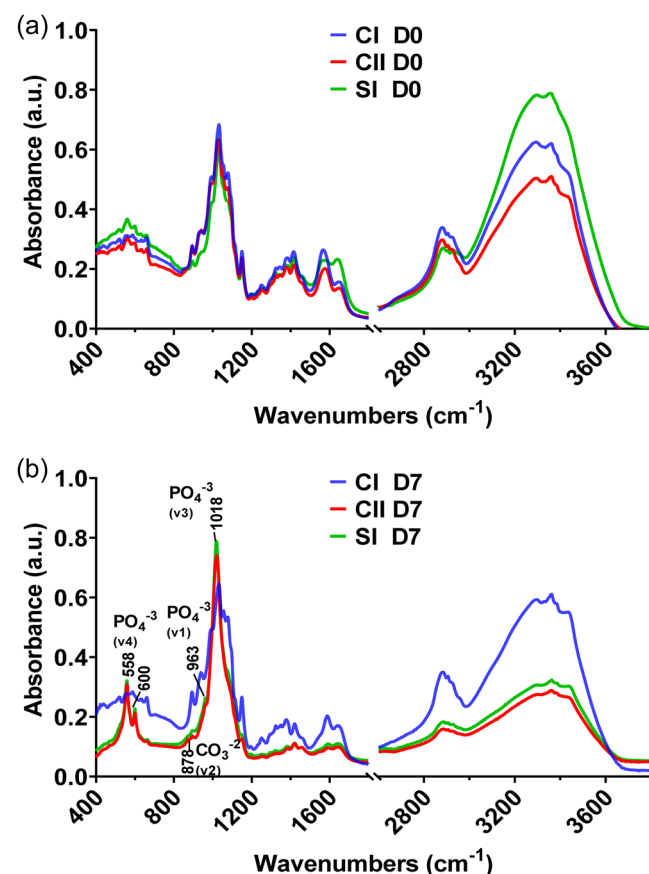 (a)
1.0
0.8
0.6
0.4
0.2
0.0
Absorbance (a.u.)
CI D0
CII D0
SI D0
400
800
1200
1600
2800
3200
3600
Wavenumbers (cm⁻¹)
(b)
1.0
0.8
0.6
0.4
0.2
0.0
Absorbance (a.u.)
CI D7
CII D7
SI D7
PO₄⁻³
(v3)
1018
PO₄⁻³
(v4)
558
600
PO₄⁻³
(v1)
963
878
CO₃⁻²
(v2)
400
800
1200
1600
2800
3200
3600
Wavenumbers (cm⁻¹)